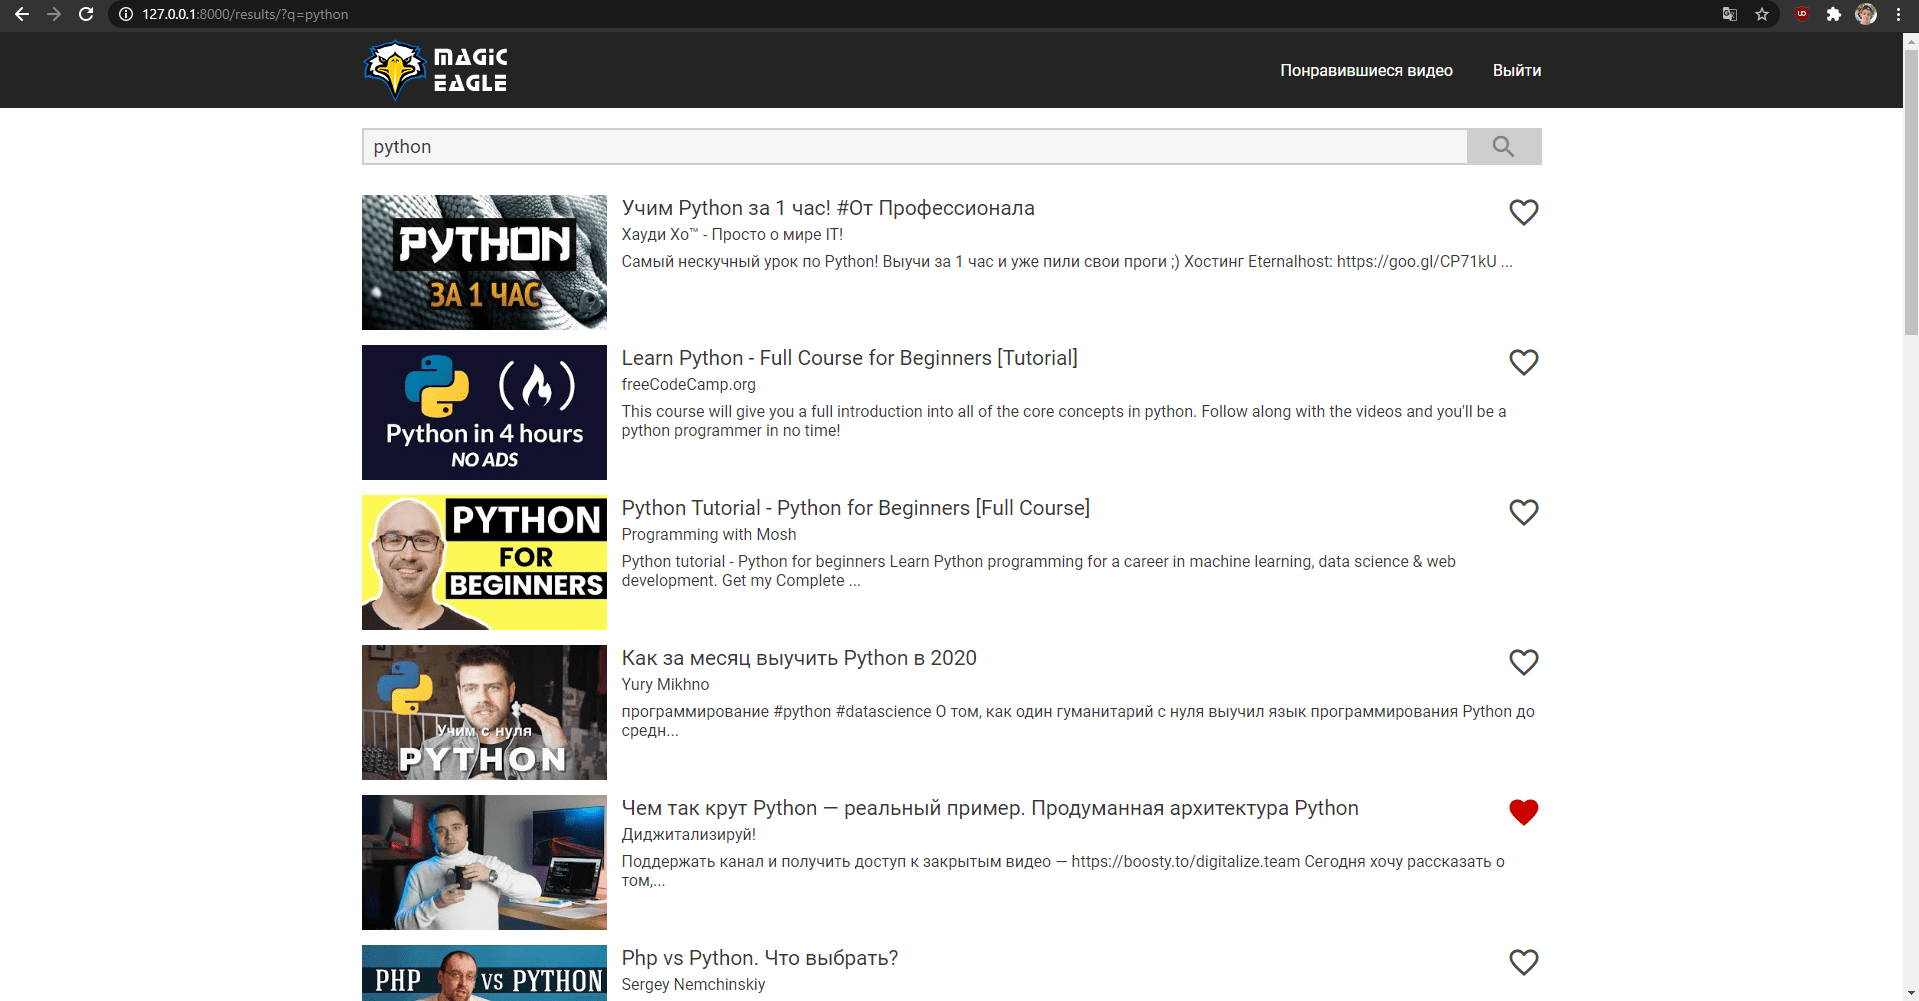 127.0.0.1:8000/results/?q=python
MAGIC
EAGLE
Понравившиеся видео
Выйти
python
PYTHON
ЗА 1 ЧАС
Учим Python за 1 час! #От Профессионала
Хауди Хо™ - Просто о мире IT!
Самый нескучный урок по Python! Выучи за 1 час и уже пили свои проги ;) Хостинг Eternalhost: https://goo.gl/CP71kU ...
Python in 4 hours
NO ADS
Learn Python - Full Course for Beginners [Tutorial]
freeCodeCamp.org
This course will give you a full introduction into all of the core concepts in python. Follow along with the videos and you'll be a
python programmer in no time!
PYTHON
FOR
BEGINNERS
Python Tutorial - Python for Beginners [Full Course]
Programming with Mosh
Python tutorial - Python for beginners Learn Python programming for a career in machine learning, data science & web
development. Get my Complete ...
Учим с нуля
PYTHON
Как за месяц выучить Python в 2020
Yury Mikhno
программирование #python #datascience О том, как один гуманитарий с нуля выучил язык программирования Python до
средн...
Чем так крут Python — реальный пример. Продуманная архитектура Python
Диджитализируй!
Поддержать канал и получить доступ к закрытым видео — https://boosty.to/digitalize.team Сегодня хочу рассказать о
том,...
PHP VS PYTHON
Php vs Python. Что выбрать?
Sergey Nemchinskiy